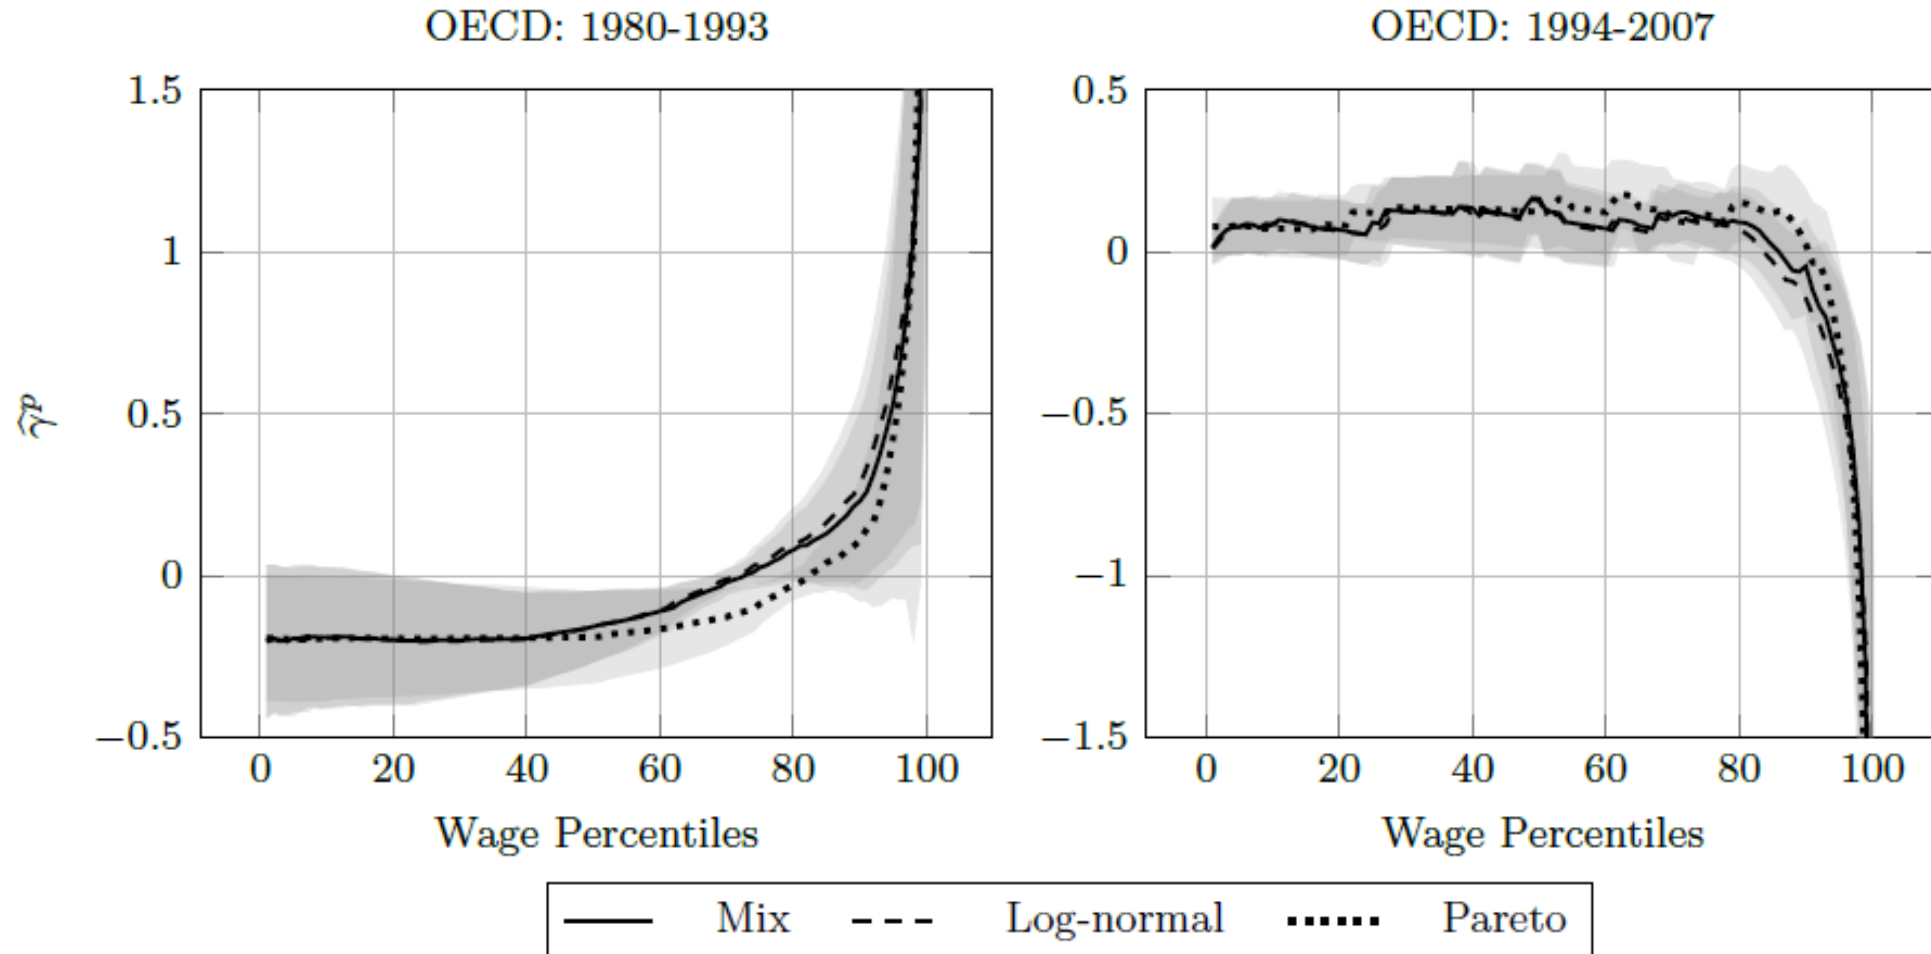 OECD: 1980-1993
1.5
1
0.5
0
−0.5
γ̂ᵖ
0 20 40 60 80 100
Wage Percentiles
OECD: 1994-2007
0.5
0
−0.5
−1
−1.5
0 20 40 60 80 100
Wage Percentiles
Mix Log-normal Pareto